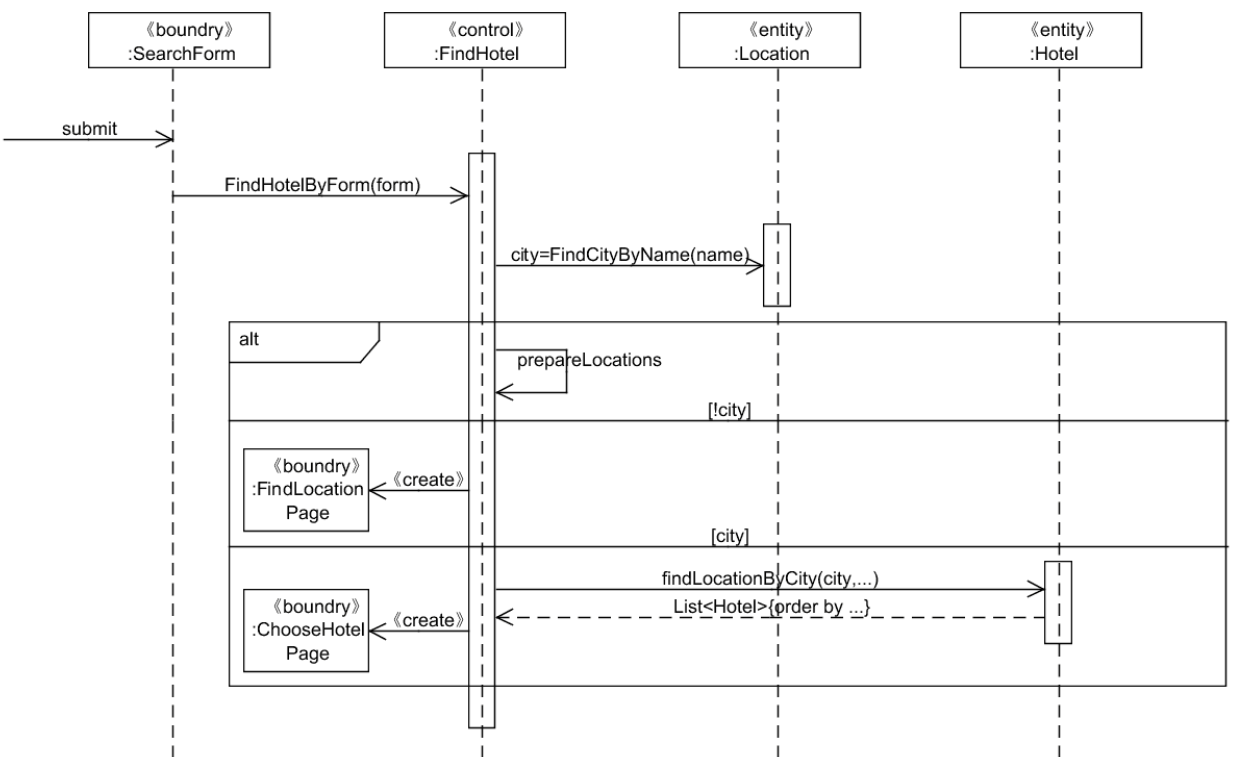 《boundry》
:SearchForm
《control》
:FindHotel
《entity》
:Location
《entity》
:Hotel
submit
FindHotelByForm(form)
city=FindCityByName(name)
alt
prepareLocations
[!city]
《boundry》
:FindLocation
Page
《create》
[city]
findLocationByCity(city,...)
List<Hotel>{order by ...}
《boundry》
:ChooseHotel
Page
《create》